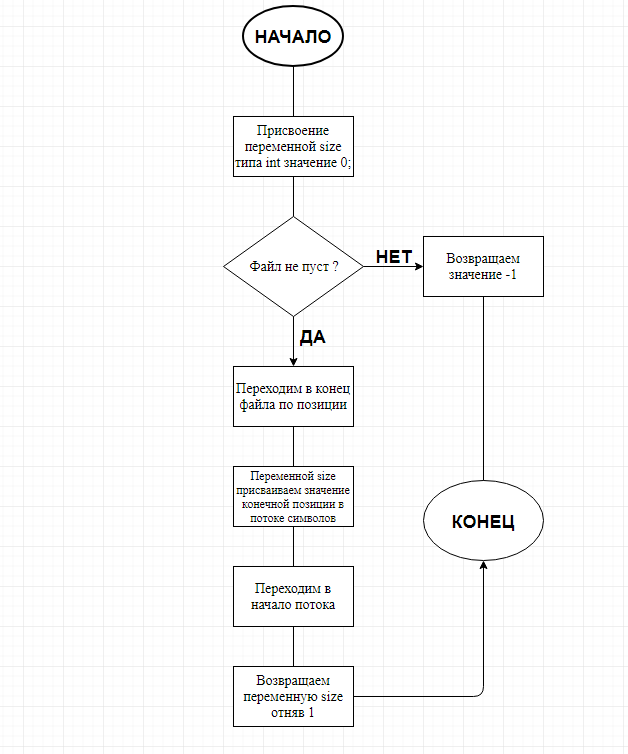 НАЧАЛО
Присвоение
переменной size
типа int значение 0;
Файл не пуст ?
НЕТ
Возвращаем
значение -1
ДА
Переходим в конец
файла по позиции
Переменной size
присваиваем значение
конечной позиции в
потоке символов
КОНЕЦ
Переходим в
начало потока
Возвращаем
переменную size
отняв 1